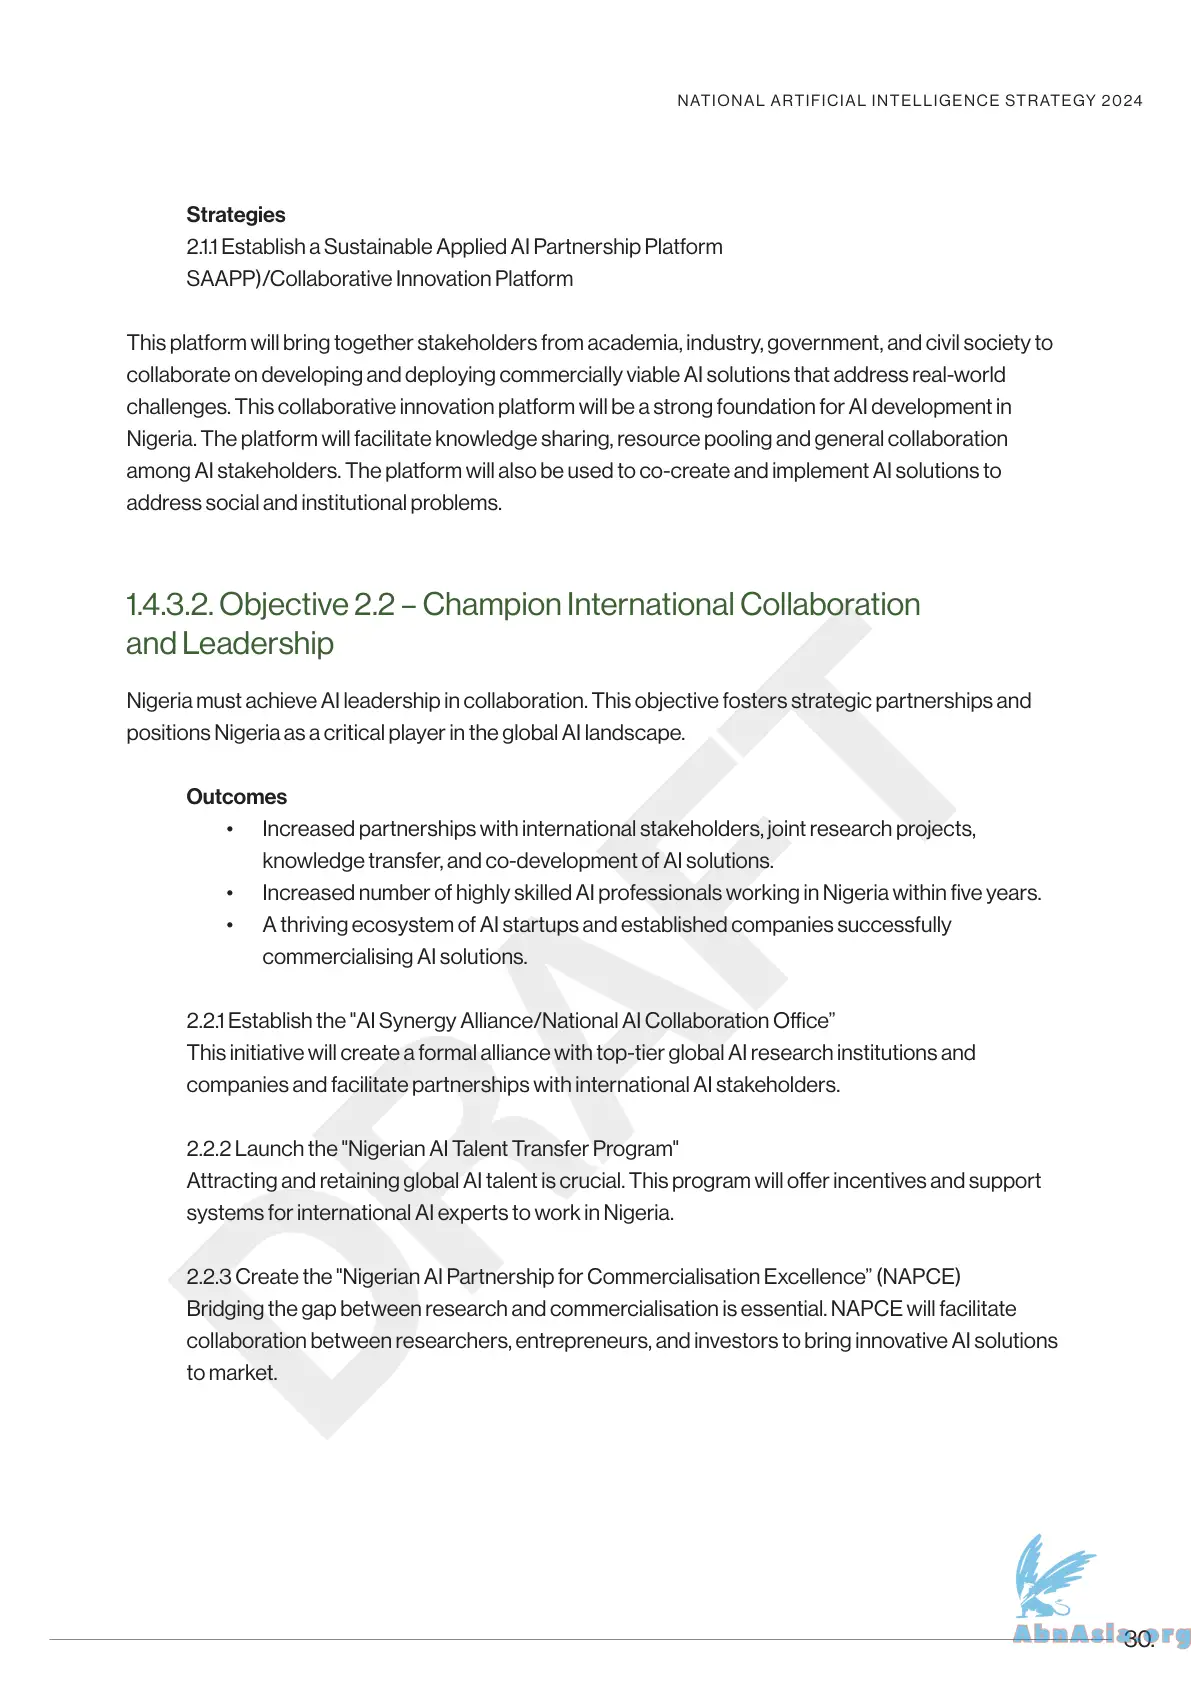 NATIONAL ARTIFICIAL INTELLIGENCE STRATEGY 2024
Strategies
2.1.1 Establish a Sustainable Applied AI Partnership Platform
SAAPP)/Collaborative Innovation Platform
This platform will bring together stakeholders from academia, industry, government, and civil society to
collaborate on developing and deploying commercially viable AI solutions that address real-world
challenges. This collaborative innovation platform will be a strong foundation for AI development in
Nigeria. The platform will facilitate knowledge sharing, resource pooling and general collaboration
among AI stakeholders. The platform will also be used to co-create and implement AI solutions to
address social and institutional problems.
1.4.3.2. Objective 2.2 – Champion International Collaboration
and Leadership
Nigeria must achieve AI leadership in collaboration. This objective fosters strategic partnerships and
positions Nigeria as a critical player in the global AI landscape.
Outcomes
• Increased partnerships with international stakeholders, joint research projects,
knowledge transfer, and co-development of AI solutions.
• Increased number of highly skilled AI professionals working in Nigeria within five years.
• A thriving ecosystem of AI startups and established companies successfully
commercialising AI solutions.
2.2.1 Establish the "AI Synergy Alliance/National AI Collaboration Office”
This initiative will create a formal alliance with top-tier global AI research institutions and
companies and facilitate partnerships with international AI stakeholders.
2.2.2 Launch the "Nigerian AI Talent Transfer Program"
Attracting and retaining global AI talent is crucial. This program will offer incentives and support
systems for international AI experts to work in Nigeria.
2.2.3 Create the "Nigerian AI Partnership for Commercialisation Excellence” (NAPCE)
Bridging the gap between research and commercialisation is essential. NAPCE will facilitate
collaboration between researchers, entrepreneurs, and investors to bring innovative AI solutions
to market.
DRAFT
AbnAsia.org
30.